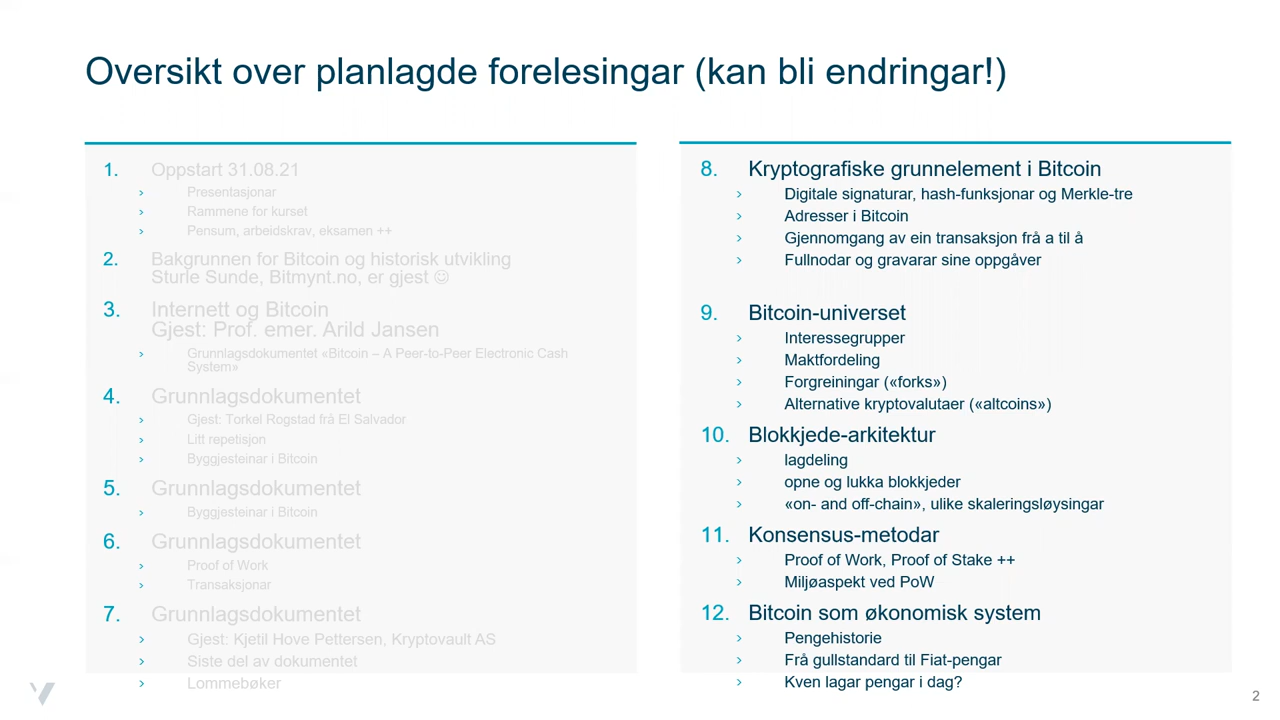 Oversikt over planlagde forelesingar (kan bli endringar!)
1. Oppstart 31.08.21
› Presentasjonar
› Rammene for kurset
› Pensum, arbeidskrav, eksamen ++
2. Bakgrunnen for Bitcoin og historisk utvikling
Sturle Sunde, Bitmynt.no, er gjest ☺
3. Internett og Bitcoin
Gjest: Prof. emer. Arild Jansen
› Grunnlagsdokumentet «Bitcoin – A Peer-to-Peer Electronic Cash
System»
4. Grunnlagsdokumentet
› Gjest: Torkel Rogstad frå El Salvador
› Litt repetisjon
› Byggjesteinar i Bitcoin
5. Grunnlagsdokumentet
› Byggjesteinar i Bitcoin
6. Grunnlagsdokumentet
› Proof of Work
› Transaksjonar
7. Grunnlagsdokumentet
› Gjest: Kjetil Hove Pettersen, Kryptovault AS
› Siste del av dokumentet
› Lommebøker
8. Kryptografiske grunnelement i Bitcoin
› Digitale signaturar, hash-funksjonar og Merkle-tre
› Adresser i Bitcoin
› Gjennomgang av ein transaksjon frå a til å
› Fullnodar og gravarar sine oppgåver
9. Bitcoin-universet
› Interessegrupper
› Maktfordeling
› Forgreiningar («forks»)
› Alternative kryptovalutaer («altcoins»)
10. Blokkjede-arkitektur
› lagdeling
› opne og lukka blokkjeder
› «on- and off-chain», ulike skaleringsløysingar
11. Konsensus-metodar
› Proof of Work, Proof of Stake ++
› Miljøaspekt ved PoW
12. Bitcoin som økonomisk system
› Pengehistorie
› Frå gullstandard til Fiat-pengar
› Kven lagar pengar i dag?
2